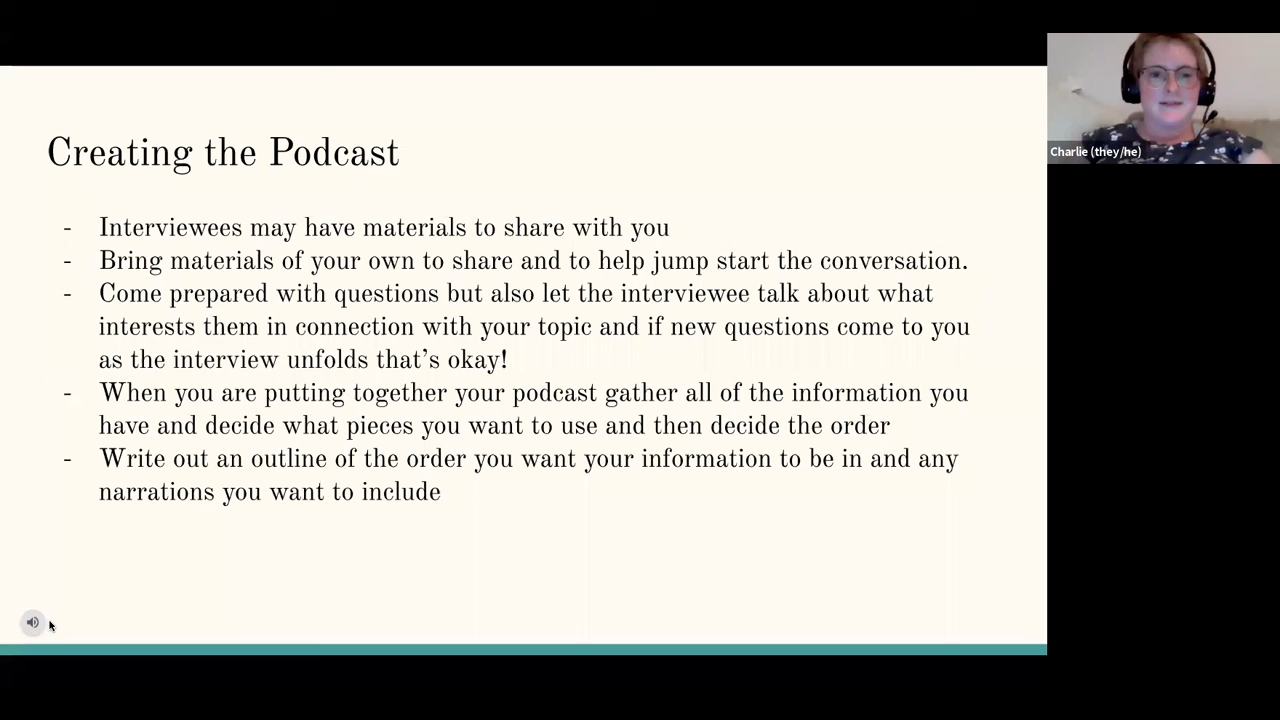 Creating the Podcast
- Interviewees may have materials to share with you
- Bring materials of your own to share and to help jump start the conversation.
- Come prepared with questions but also let the interviewee talk about what
interests them in connection with your topic and if new questions come to you
as the interview unfolds that’s okay!
- When you are putting together your podcast gather all of the information you
have and decide what pieces you want to use and then decide the order
- Write out an outline of the order you want your information to be in and any
narrations you want to include
Charlie (they/he)